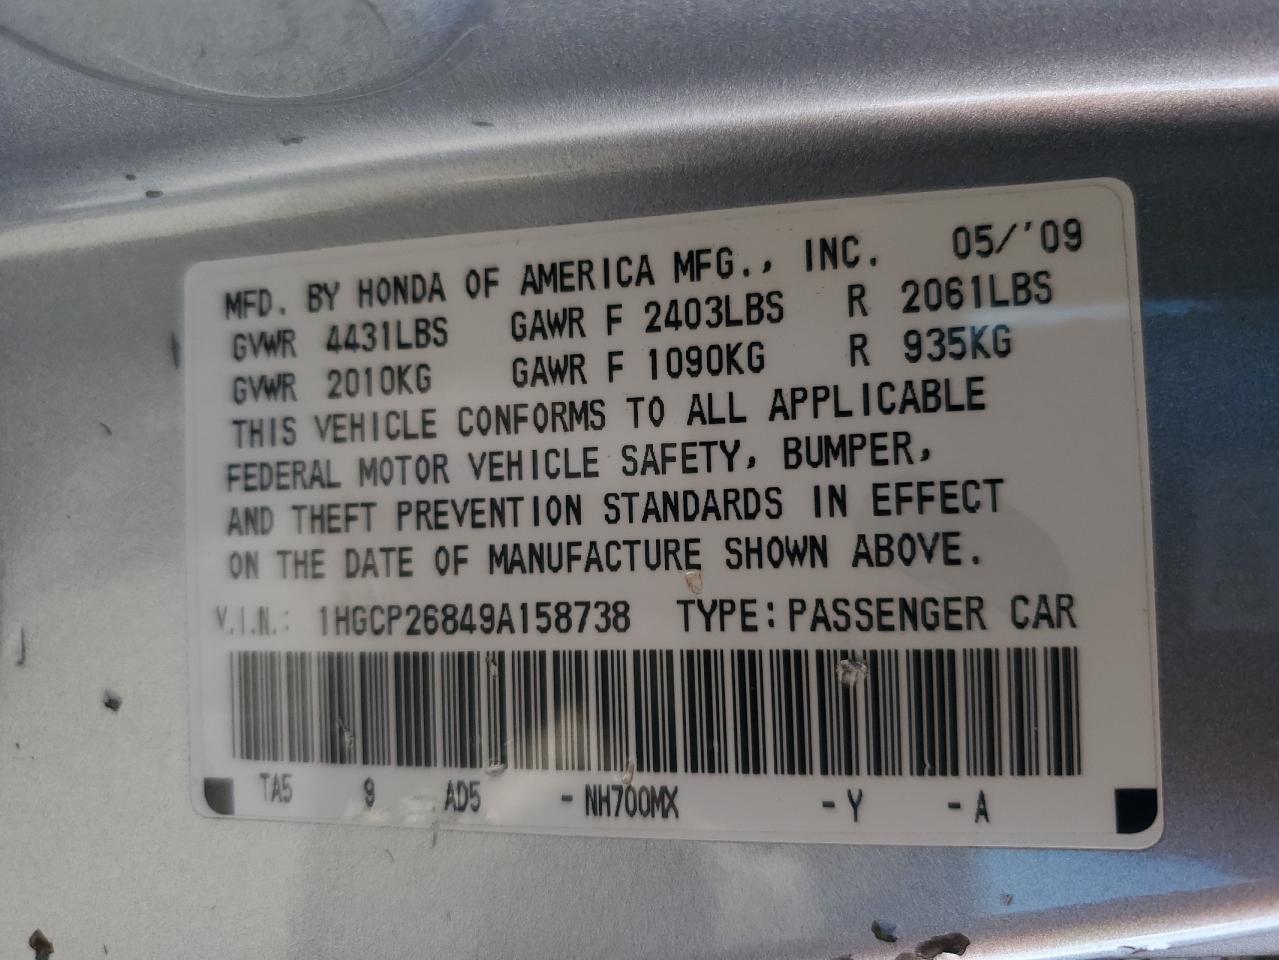 MFD. BY HONDA OF AMERICA MFG., INC. 05/'09
GVWR 4431LBS GAWR F 2403LBS R 2061LBS
GVWR 2010KG GAWR F 1090KG R 935KG
THIS VEHICLE CONFORMS TO ALL APPLICABLE
FEDERAL MOTOR VEHICLE SAFETY, BUMPER,
AND THEFT PREVENTION STANDARDS IN EFFECT
ON THE DATE OF MANUFACTURE SHOWN ABOVE.
V.I.N.: 1HGCP26849A158738 TYPE: PASSENGER CAR
TA5 9 AD5 - NH700MX - Y - A